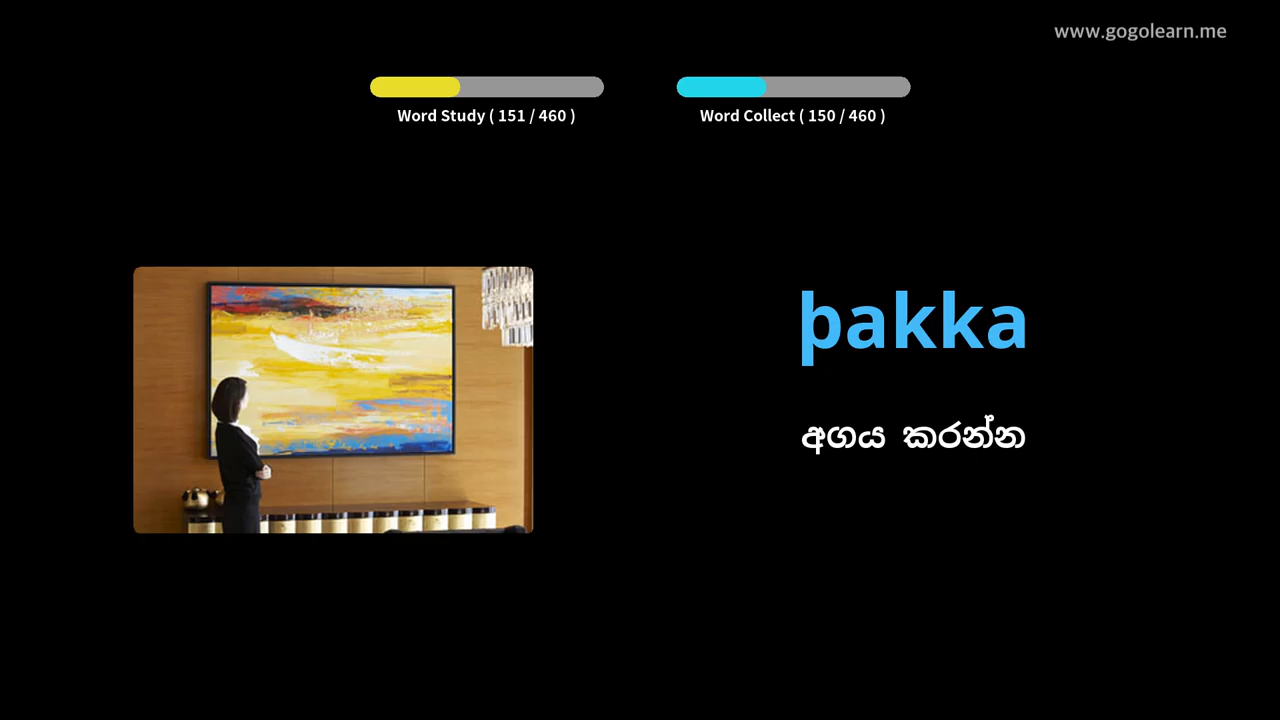 www.gogolearn.me
Word Study ( 151 / 460 )
Word Collect ( 150 / 460 )
þakka
අගය කරන්න